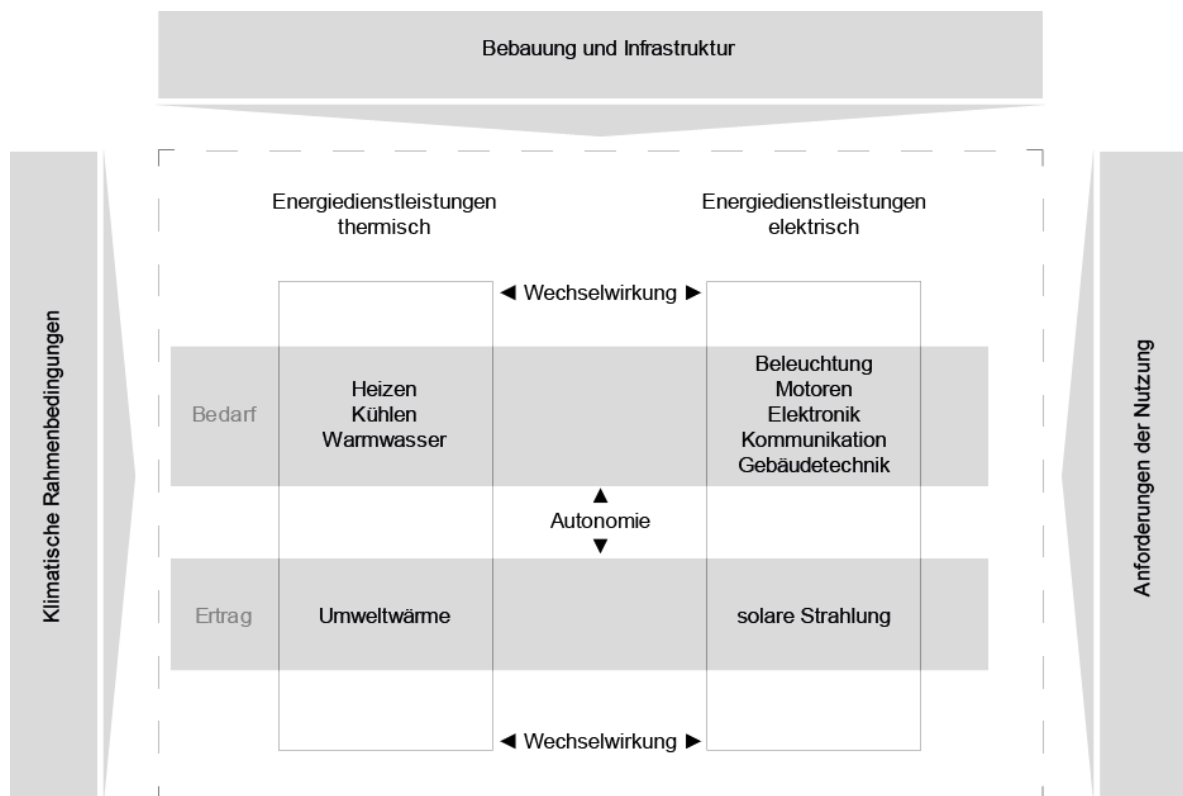 Bebauung und Infrastruktur
Klimatische Rahmenbedingungen
Energiedienstleistungen
thermisch
Energiedienstleistungen
elektrisch
◄ Wechselwirkung ►
Bedarf
Heizen
Kühlen
Warmwasser
Beleuchtung
Motoren
Elektronik
Kommunikation
Gebäudetechnik
▲
Autonomie
▼
Ertrag
Umweltwärme
solare Strahlung
◄ Wechselwirkung ►
Anforderungen der Nutzung